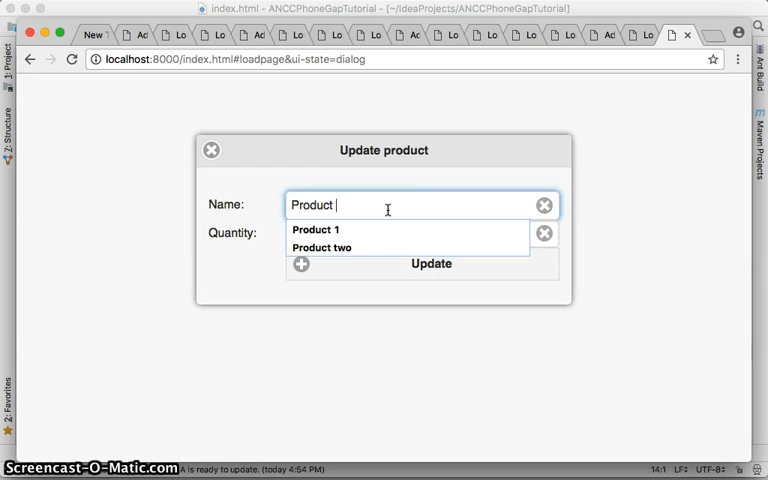 index.html - ANCCPhoneGapTutorial - [~/IdeaProjects/ANCCPhoneGapTutorial]
New Ad Lo Lo Lo Lo Lo Ad Lo Lo Lo Lo Ad Lo
localhost:8000/index.html#loadpage&ui-state=dialog
1: Project
Z: Structure
2: Favorites
Ant Build
Maven Projects
Update product
Name:
Product
Product 1
Product two
Quantity:
Update
Screencast-O-Matic.com
A is ready to update. (today 4:54 PM)
14:1 LF÷ UTF-8÷